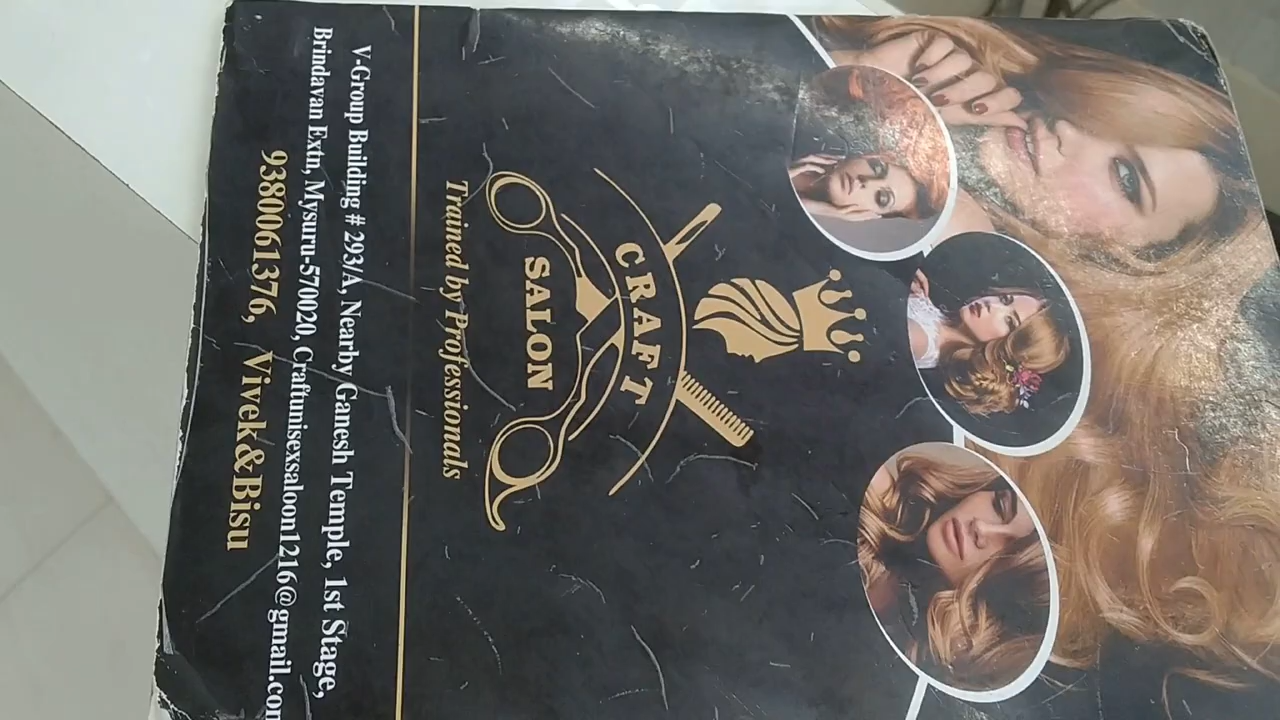 CRAFT
SALON
Trained by Professionals
V-Group Building # 293/A, Nearby Ganesh Temple, 1st Stage,
Brindavan Extn, Mysuru-570020, Craftunisexsaloon1216@gmail.com
9380061376, Vivek&Bisu